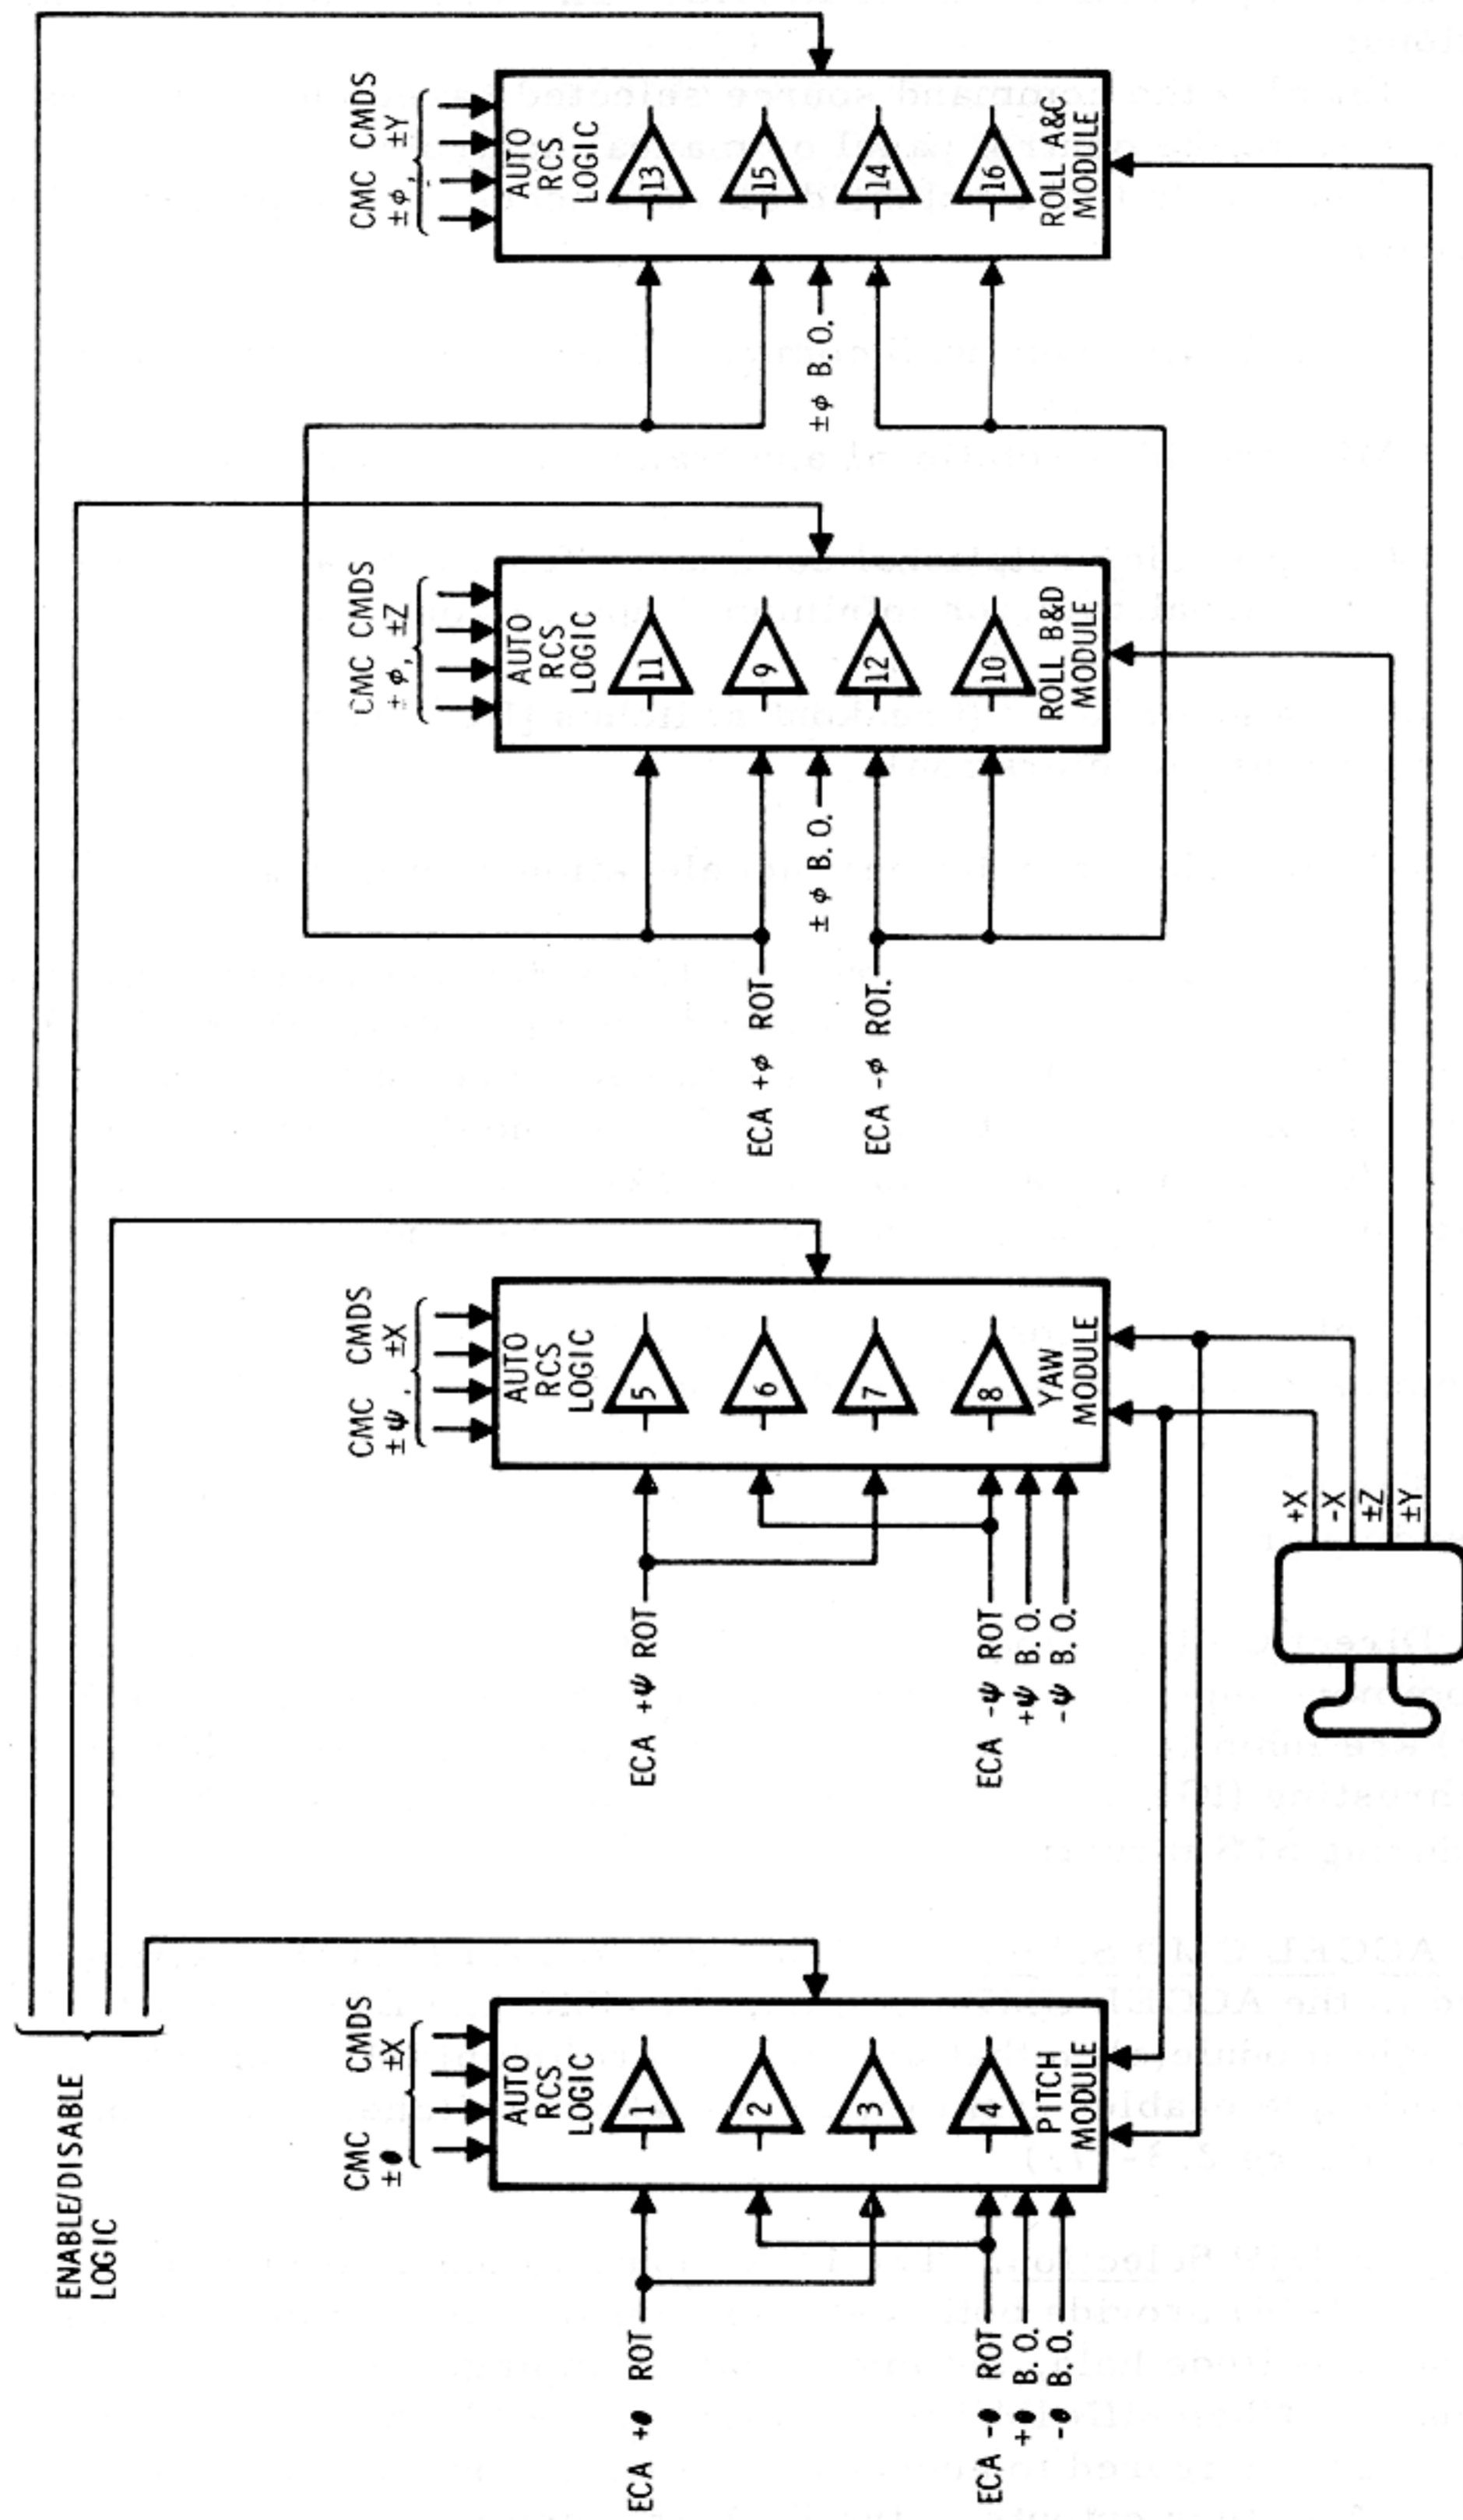 ENABLE/DISABLE
LOGIC
CMC CMDS
±θ, ±X
AUTO
RCS
LOGIC
1
2
3
4
PITCH
MODULE
ECA +θ ROT
ECA -θ ROT
+θ B.O.
-θ B.O.
CMC CMDS
±ψ, ±X
AUTO
RCS
LOGIC
5
6
7
8
YAW
MODULE
ECA +ψ ROT
ECA -ψ ROT
+ψ B.O.
-ψ B.O.
CMC CMDS
±φ, ±Z
AUTO
RCS
LOGIC
11
9
12
10
ROLL B&D
MODULE
ECA +φ ROT
±φ B.O.
ECA -φ ROT.
CMC CMDS
±φ, ±Y
AUTO
RCS
LOGIC
13
15
14
16
ROLL A&C
MODULE
±φ B.O.
+X
-X
±Z
±Y